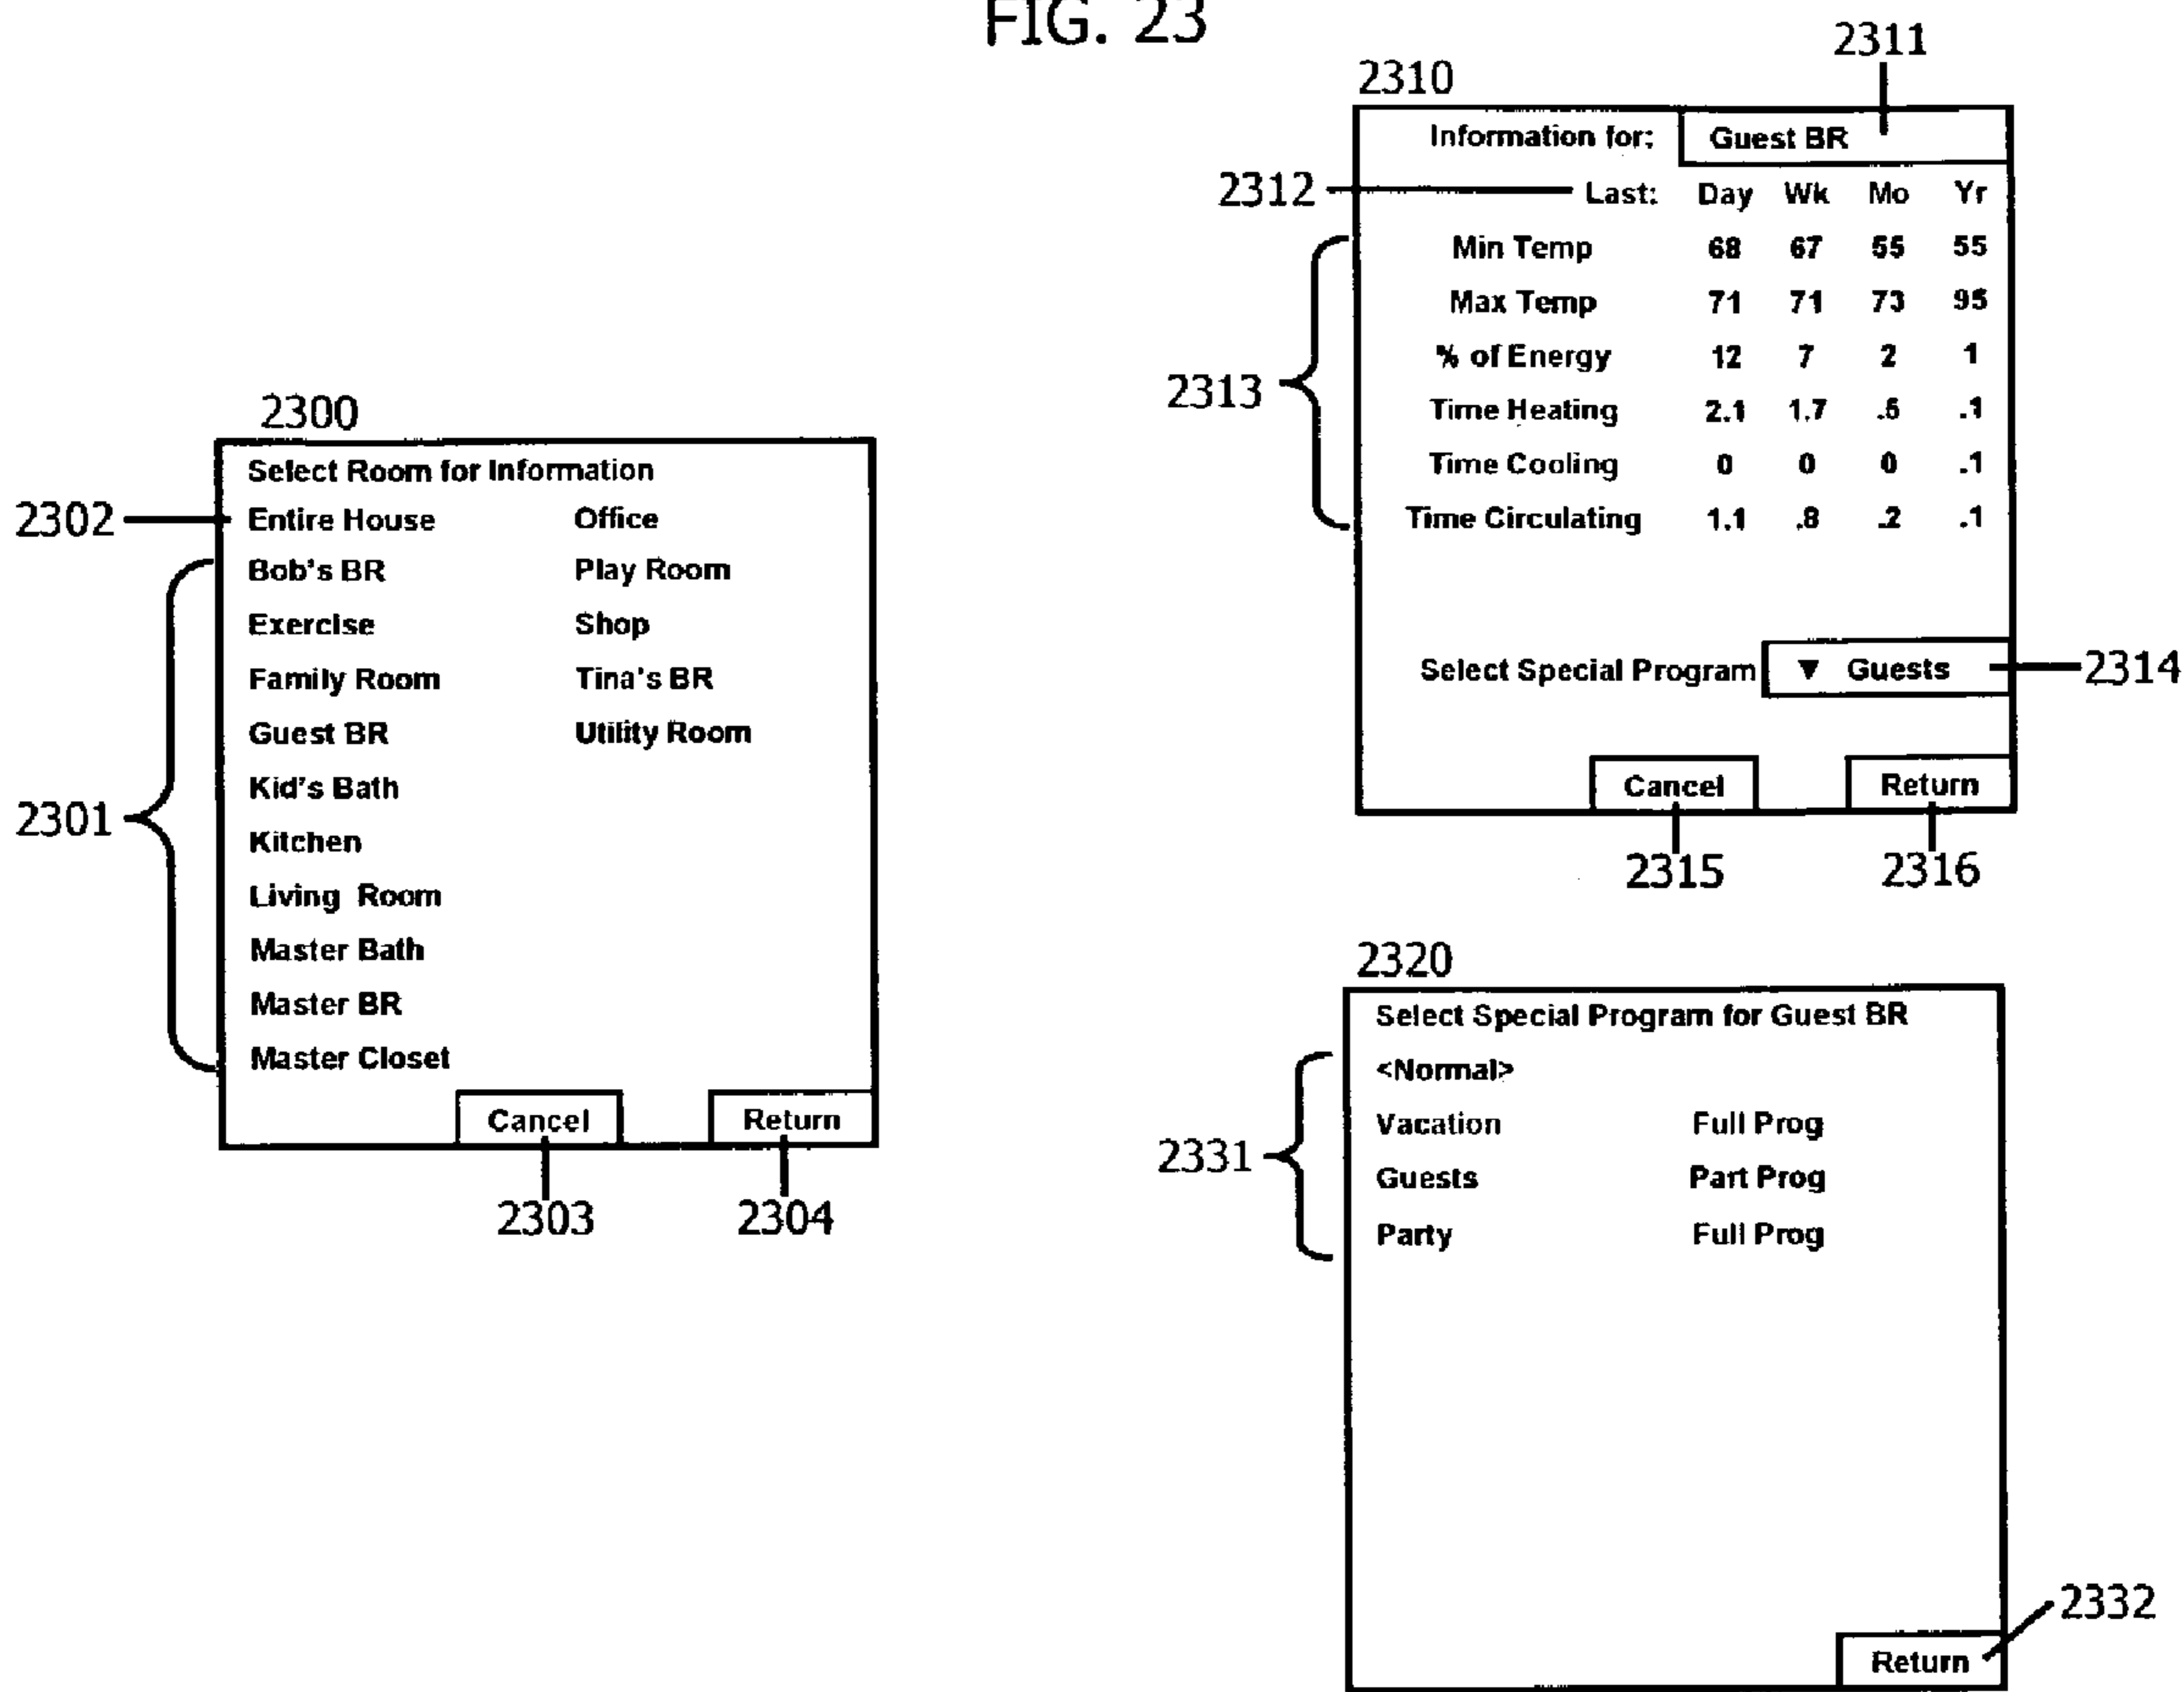 FIG. 23
2300
Select Room for Information
2302
Entire House Office
Bob's BR Play Room
Exercise Shop
Family Room Tina's BR
Guest BR Utility Room
Kid's Bath
2301
Kitchen
Living Room
Master Bath
Master BR
Master Closet
Cancel Return
2303 2304
2311
2310
Information for: Guest BR
2312
Last: Day Wk Mo Yr
Min Temp 68 67 55 55
Max Temp 71 71 73 95
% of Energy 12 7 2 1
2313
Time Heating 2.1 1.7 .5 .1
Time Cooling 0 0 0 .1
Time Circulating 1.1 .8 .2 .1
Select Special Program ▼ Guests
2314
Cancel Return
2315 2316
2320
Select Special Program for Guest BR
<Normal>
Vacation Full Prog
2331
Guests Part Prog
Party Full Prog
2332
Return